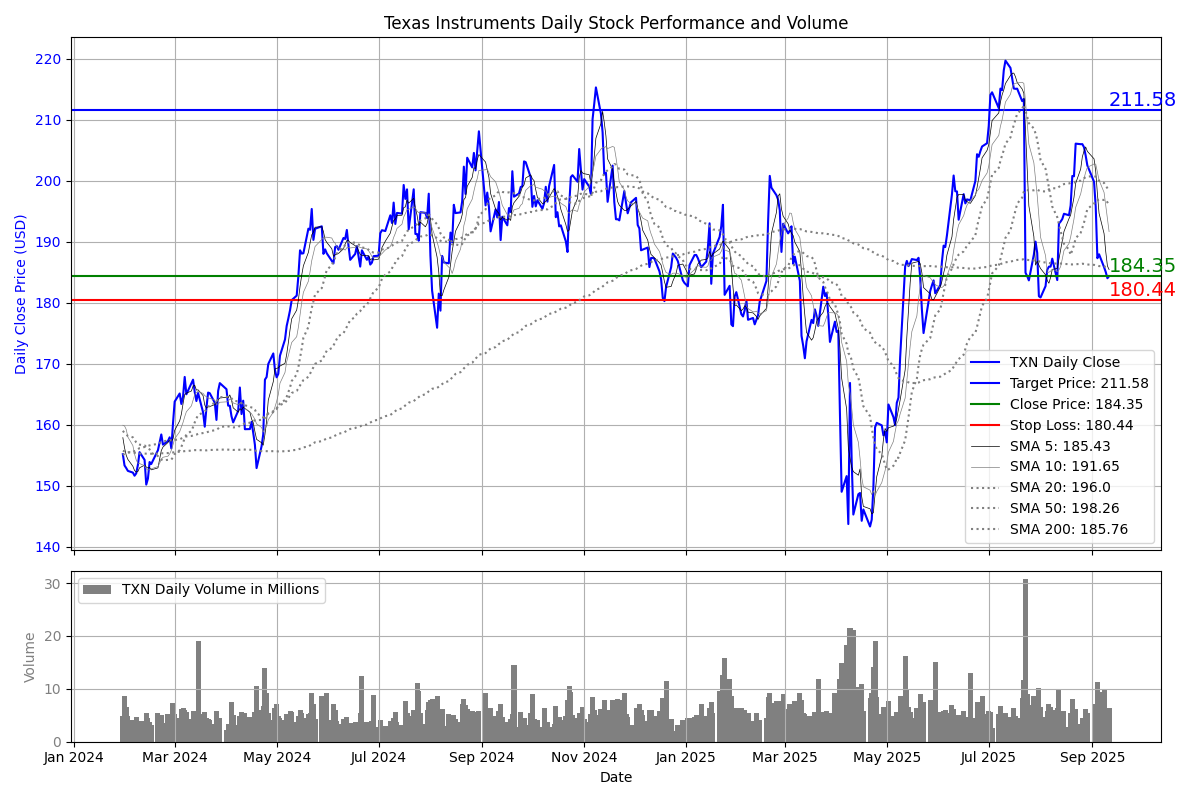 Texas Instruments Daily Stock Performance and Volume
Daily Close Price (USD)
220
210
200
190
180
170
160
150
140
211.58
184.35
180.44
TXN Daily Close
Target Price: 211.58
Close Price: 184.35
Stop Loss: 180.44
SMA 5: 185.43
SMA 10: 191.65
SMA 20: 196.0
SMA 50: 198.26
SMA 200: 185.76
Volume
30
20
10
0
TXN Daily Volume in Millions
Jan 2024 Mar 2024 May 2024 Jul 2024 Sep 2024 Nov 2024 Jan 2025 Mar 2025 May 2025 Jul 2025 Sep 2025
Date